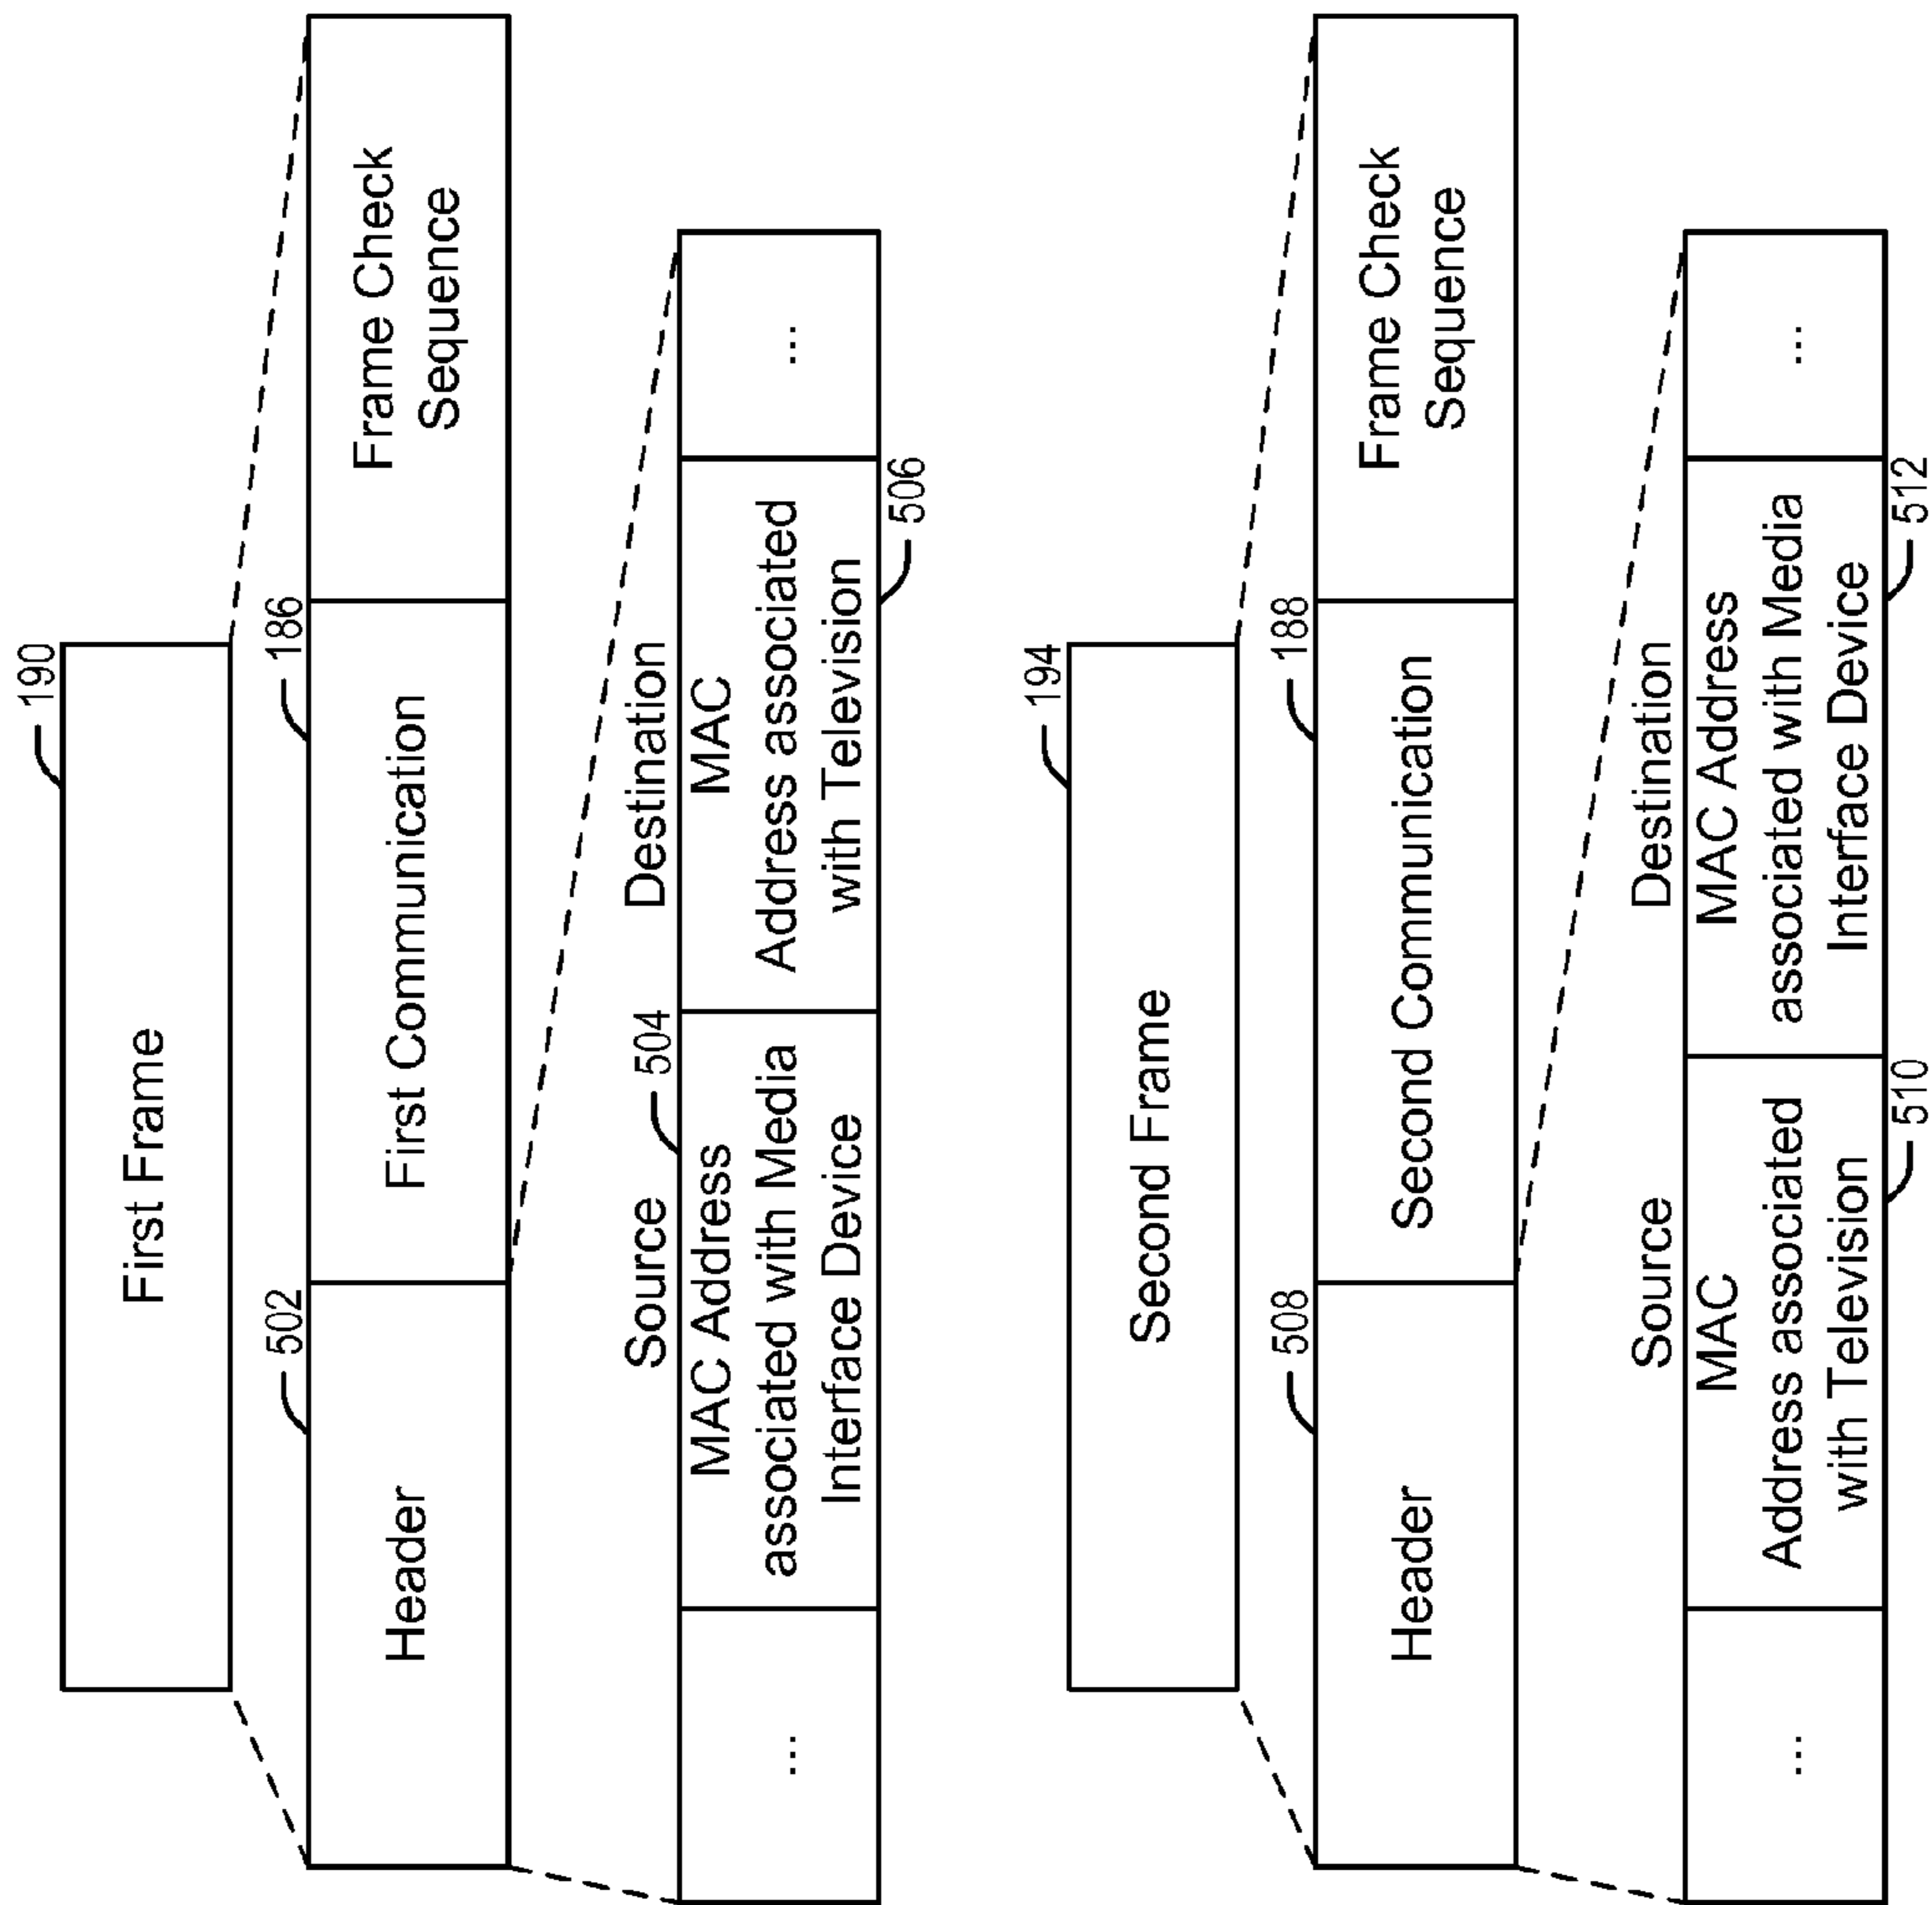 190
First Frame
502
186
Header
First Communication
Frame Check
Sequence
Source
504
Destination
...
MAC Address
associated with Media
Interface Device
MAC
Address associated
with Television
...
506
194
Second Frame
508
188
Header
Second Communication
Frame Check
Sequence
Source
Destination
...
MAC
Address associated
with Television
MAC Address
associated with Media
Interface Device
...
510
512